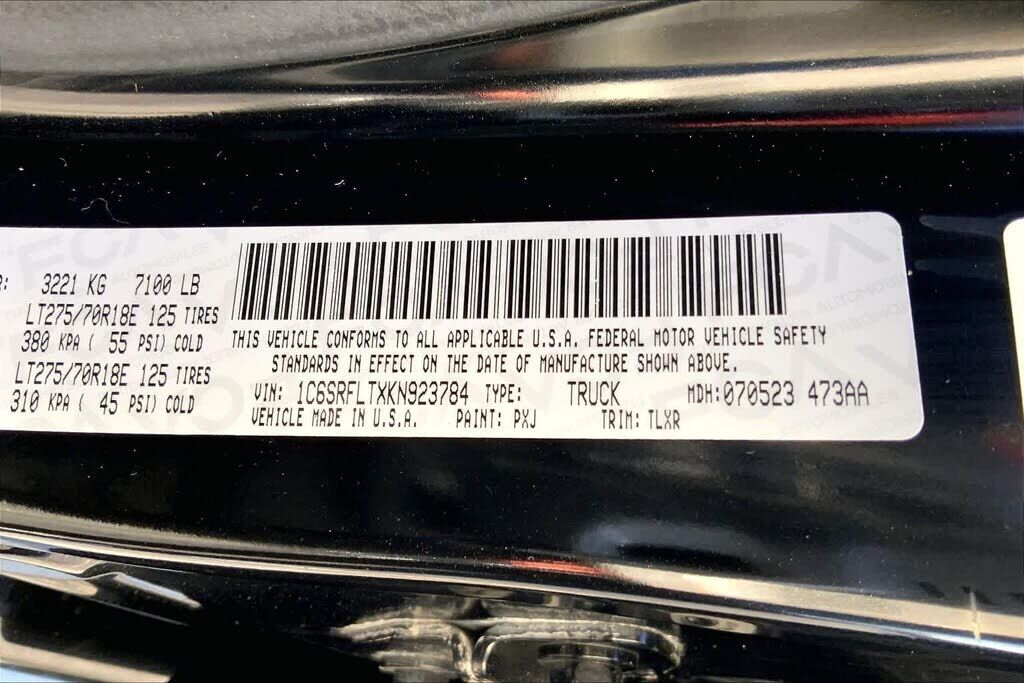 R: 3221 KG 7100 LB
LT275/70R18E 125 TIRES
380 KPA ( 55 PSI) COLD
LT275/70R18E 125 TIRES
310 KPA ( 45 PSI) COLD
THIS VEHICLE CONFORMS TO ALL APPLICABLE U.S.A. FEDERAL MOTOR VEHICLE SAFETY
STANDARDS IN EFFECT ON THE DATE OF MANUFACTURE SHOWN ABOVE.
VIN: 1C6SRFLTXKN923784 TYPE: TRUCK MDH:070523 473AA
VEHICLE MADE IN U.S.A. PAINT: PXJ TRIM: TLXR